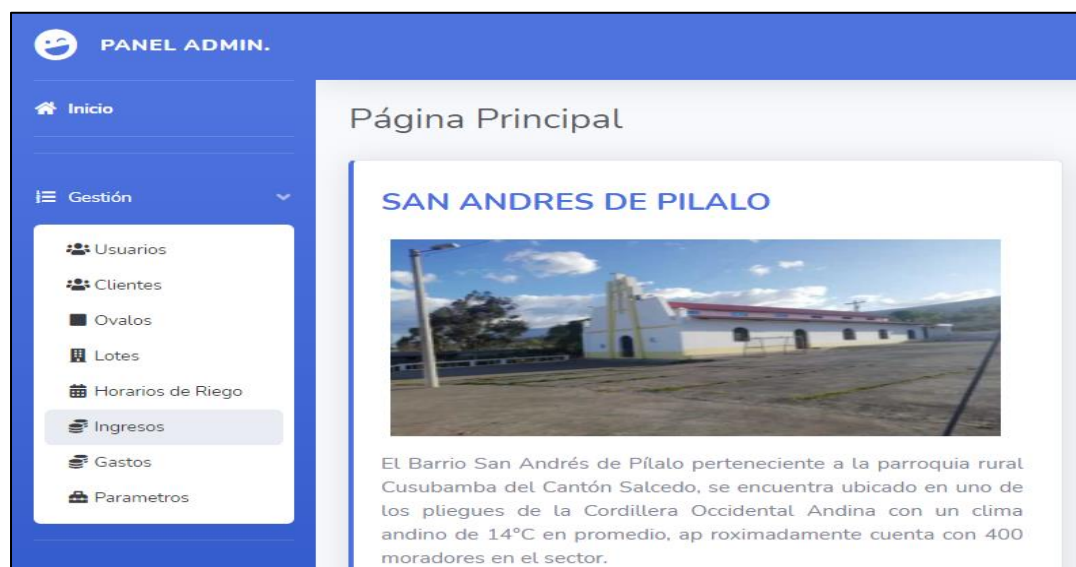 PANEL ADMIN.
Inicio
Gestión
Usuarios
Clientes
Ovalos
Lotes
Horarios de Riego
Ingresos
Gastos
Parametros
Página Principal
SAN ANDRES DE PILALO
El Barrio San Andrés de Pílalo perteneciente a la parroquia rural
Cusubamba del Cantón Salcedo, se encuentra ubicado en uno de
los pliegues de la Cordillera Occidental Andina con un clima
andino de 14°C en promedio, ap roximadamente cuenta con 400
moradores en el sector.